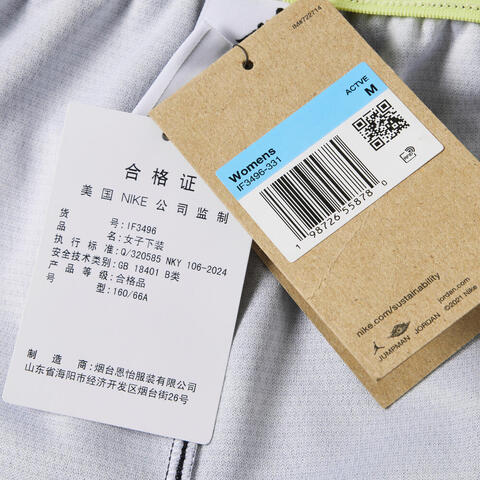 合格证
美国 NIKE 公司监制
货号:IF3496
品名:女子下装
执行标准:Q/320585 NKY 106-2024
安全技术类别:GB 18401 B类
产品等级:合格品
号型:160/66A
制造商:烟台恩怡服装有限公司
山东省海阳市经济开发区烟台街26号
IM#722714
ACTVE
M
Womens
IF3496-331
1 98726 55878 0
nike.com/sustainability
jordan.com
©2021 Nike
JUMPMAN JORDAN